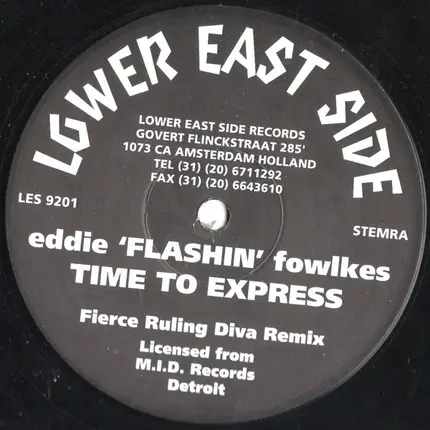 LOWER EAST SIDE
LOWER EAST SIDE RECORDS
GOVERT FLINCKSTRAAT 285'
1073 CA AMSTERDAM HOLLAND
TEL (31) (20) 6711292
FAX (31) (20) 6643610
LES 9201
STEMRA
eddie 'FLASHIN' fowlkes
TIME TO EXPRESS
Fierce Ruling Diva Remix
Licensed from
M.I.D. Records
Detroit